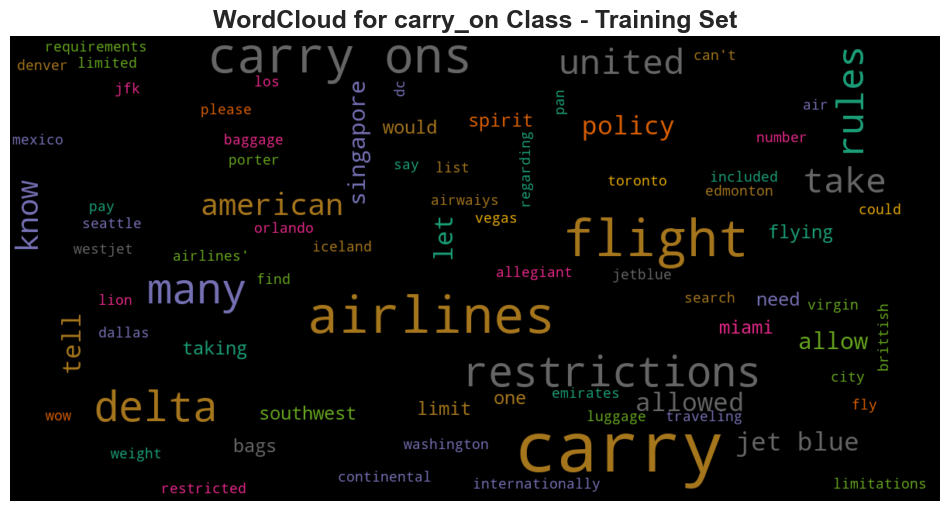 WordCloud for carry_on Class - Training Set
requirements
carry ons
united
can't
rules
denver
limited
los
jfk
singapore
dc
pan
air
please
would
spirit
policy
number
mexico
baggage
porter
say
list
regarding
toronto
included
edmonton
take
know
pay
american
airwaiys
vegas
could
seattle
orlando
let
flight
flying
westjet
airlines'
iceland
find
allegiant
jetblue
many
lion
airlines
search
need
virgin
tell
dallas
taking
miami
allow
brittish
restrictions
city
delta
southwest
limit
one
emirates
allowed
fly
wow
luggage
traveling
weight
bags
washington
carry
jet blue
restricted
continental
internationally
limitations